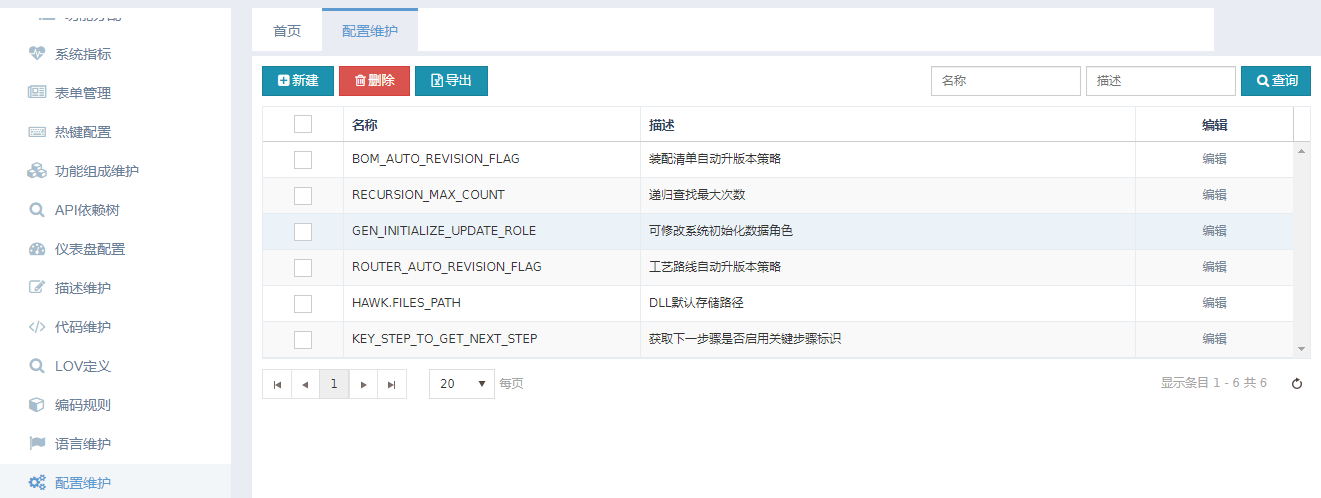 系统指标
表单管理
热键配置
功能组成维护
API依赖树
仪表盘配置
描述维护
代码维护
LOV定义
编码规则
语言维护
配置维护
首页 配置维护
新建 删除 导出 名称 描述 查询
名称 描述 编辑
BOM_AUTO_REVISION_FLAG 装配清单自动升版本策略 编辑
RECURSION_MAX_COUNT 递归查找最大次数 编辑
GEN_INITIALIZE_UPDATE_ROLE 可修改系统初始化数据角色 编辑
ROUTER_AUTO_REVISION_FLAG 工艺路线自动升版本策略 编辑
HAWK.FILES_PATH DLL默认存储路径 编辑
KEY_STEP_TO_GET_NEXT_STEP 获取下一步骤是否启用关键步骤标识 编辑
1 20 每页 显示条目 1 - 6 共 6